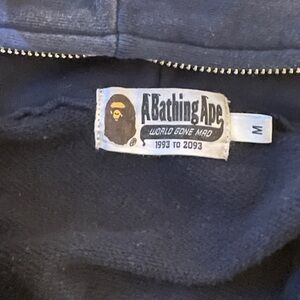 A Bathing Ape
WORLD GONE MAD
1993 TO 2093
M